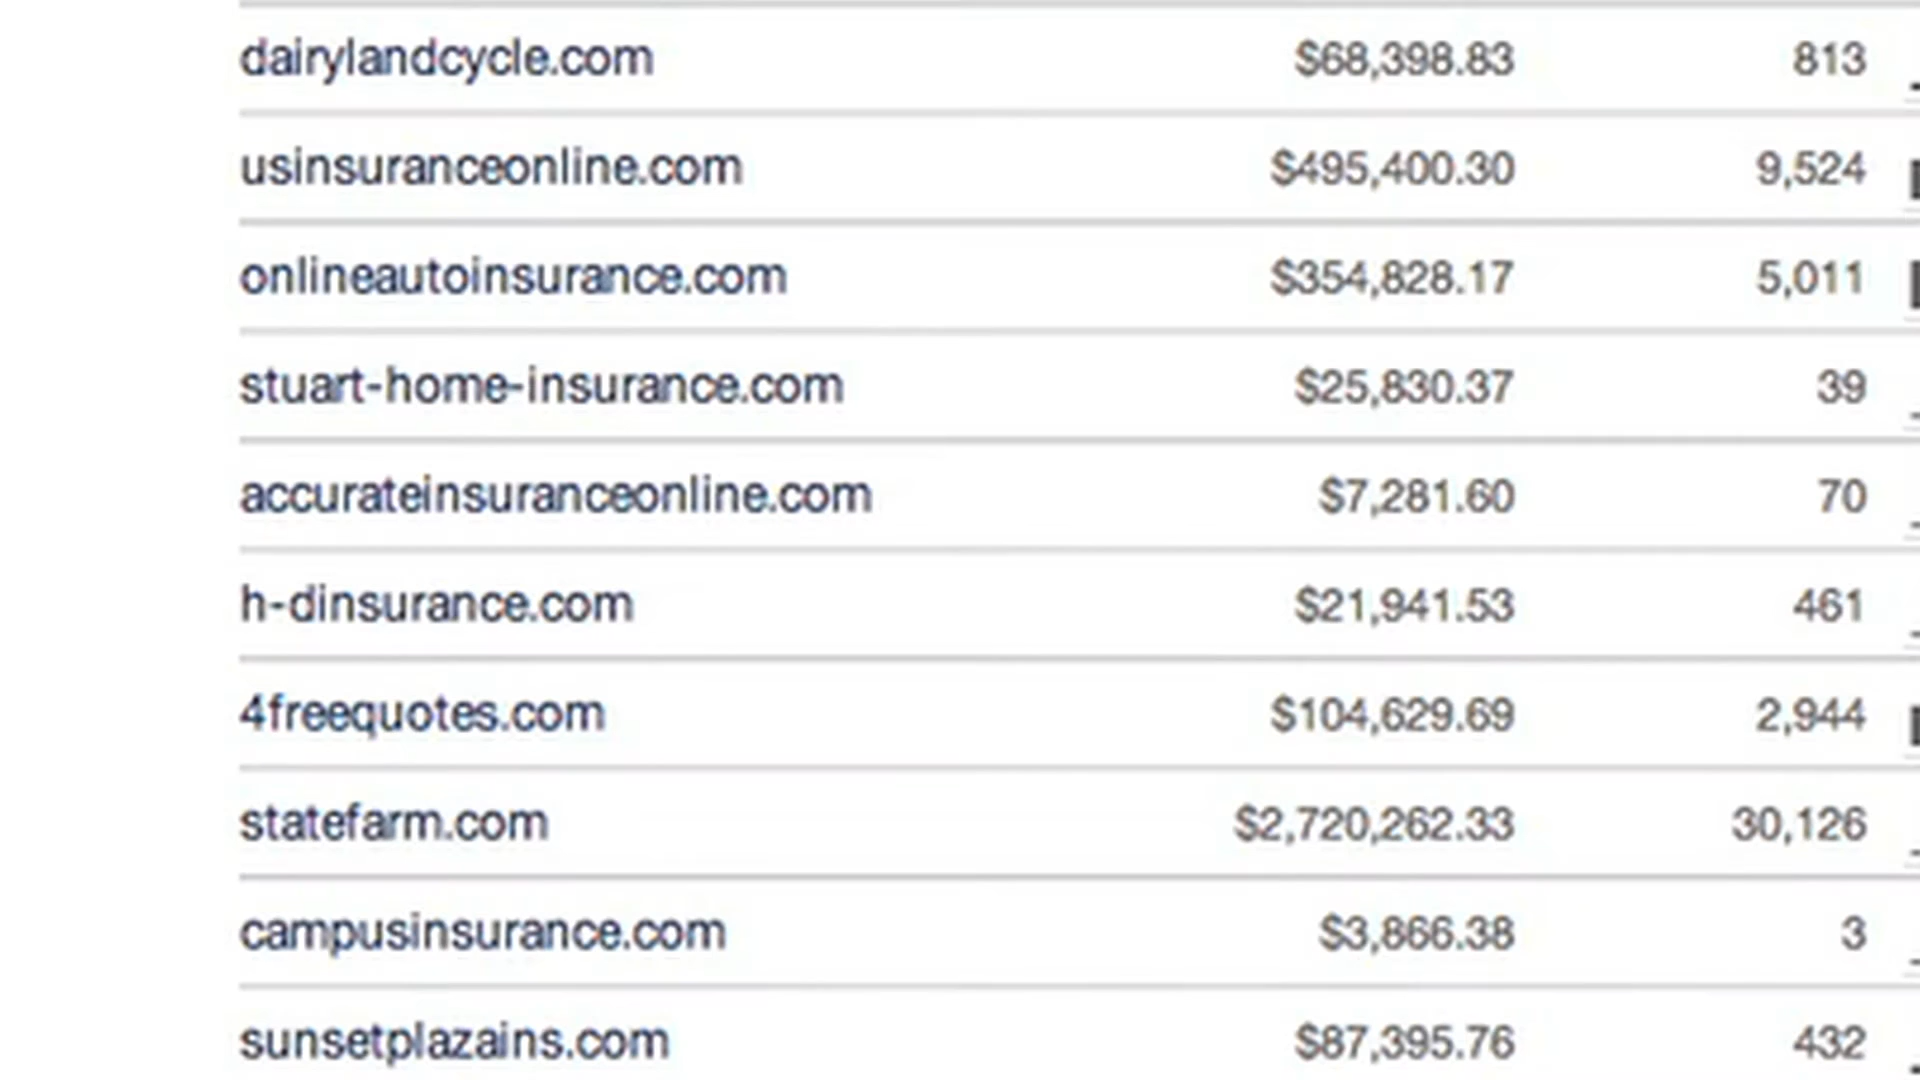 dairylandcycle.com $68,398.83 813
usinsuranceonline.com $495,400.30 9,524
onlineautoinsurance.com $354,828.17 5,011
stuart-home-insurance.com $25,830.37 39
accurateinsuranceonline.com $7,281.60 70
h-dinsurance.com $21,941.53 461
4freequotes.com $104,629.69 2,944
statefarm.com $2,720,262.33 30,126
campusinsurance.com $3,866.38 3
sunsetplazains.com $87,395.76 432